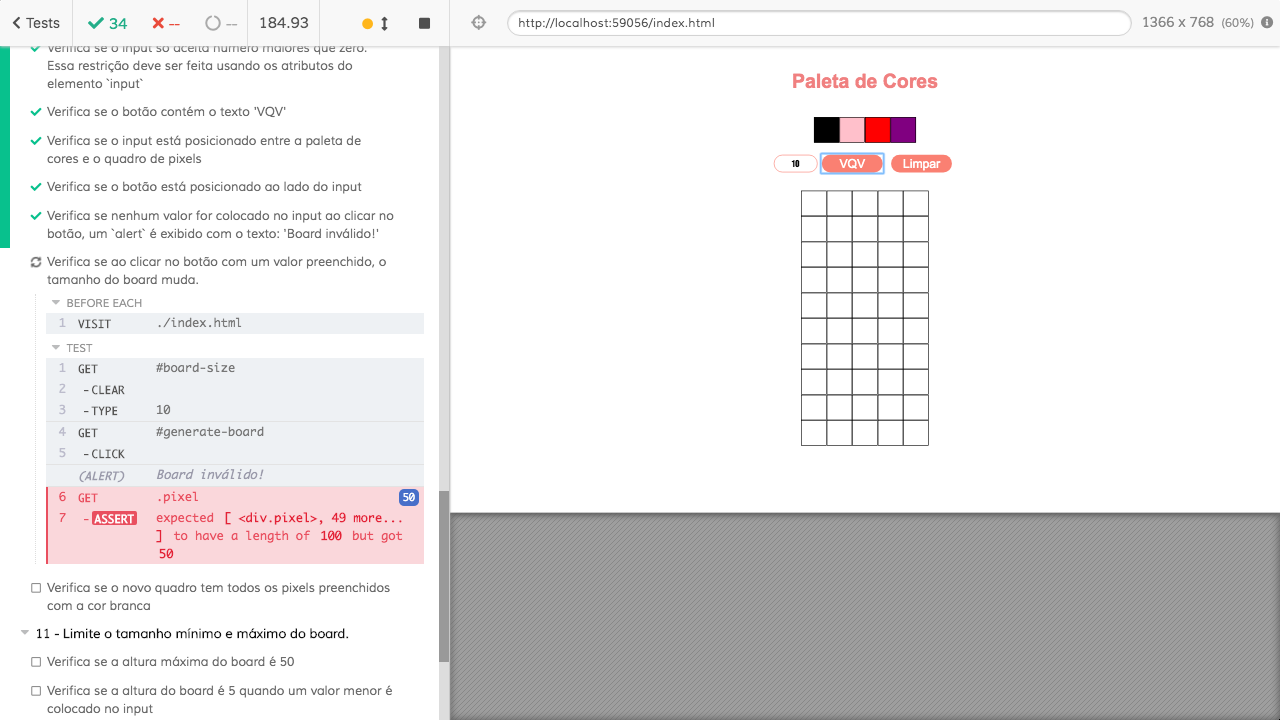 Tests
34
--
--
184.93
http://localhost:59056/index.html
1366 x 768 (60%)
Verifica se o input só aceita número maiores que zero.
Essa restrição deve ser feita usando os atributos do
elemento `input`
Verifica se o botão contém o texto 'VQV'
Verifica se o input está posicionado entre a paleta de
cores e o quadro de pixels
Verifica se o botão está posicionado ao lado do input
Verifica se nenhum valor for colocado no input ao clicar no
botão, um `alert` é exibido com o texto: 'Board inválido!'
Verifica se ao clicar no botão com um valor preenchido, o
tamanho do board muda.
BEFORE EACH
1 VISIT ./index.html
TEST
1 GET #board-size
2 -CLEAR
3 -TYPE 10
4 GET #generate-board
5 -CLICK
(ALERT) Board inválido!
6 GET .pixel 50
7 -ASSERT expected [ <div.pixel>, 49 more...
] to have a length of 100 but got
50
Verifica se o novo quadro tem todos os pixels preenchidos
com a cor branca
11 - Limite o tamanho mínimo e máximo do board.
Verifica se a altura máxima do board é 50
Verifica se a altura do board é 5 quando um valor menor é
colocado no input
Paleta de Cores
10 VQV Limpar